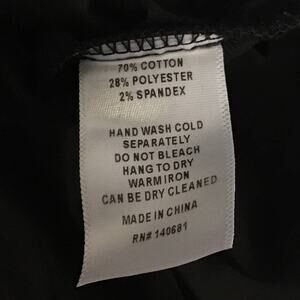 70% COTTON
28% POLYESTER
2% SPANDEX
HAND WASH COLD
SEPARATELY
DO NOT BLEACH
HANG TO DRY
WARM IRON
CAN BE DRY CLEANED
MADE IN CHINA
RN# 140681